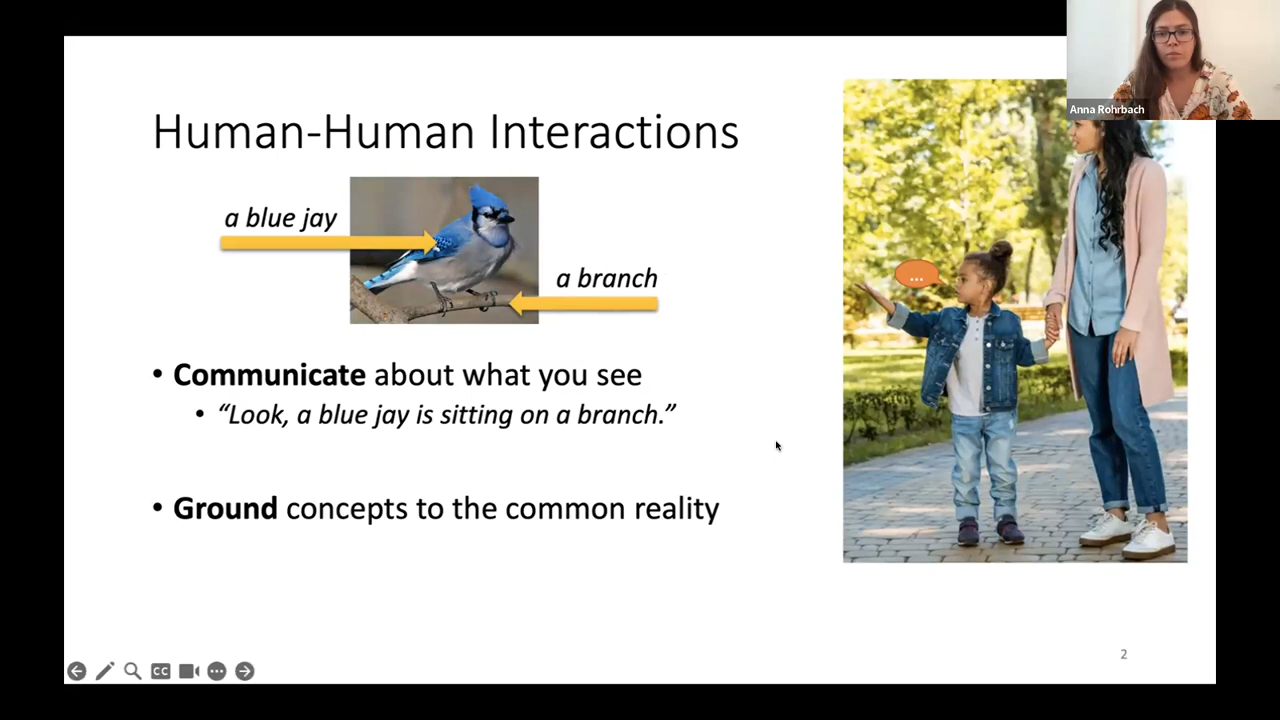 Anna Rohrbach
Human-Human Interactions
a blue jay
a branch
• Communicate about what you see
• “Look, a blue jay is sitting on a branch.”
...
• Ground concepts to the common reality
2
CC